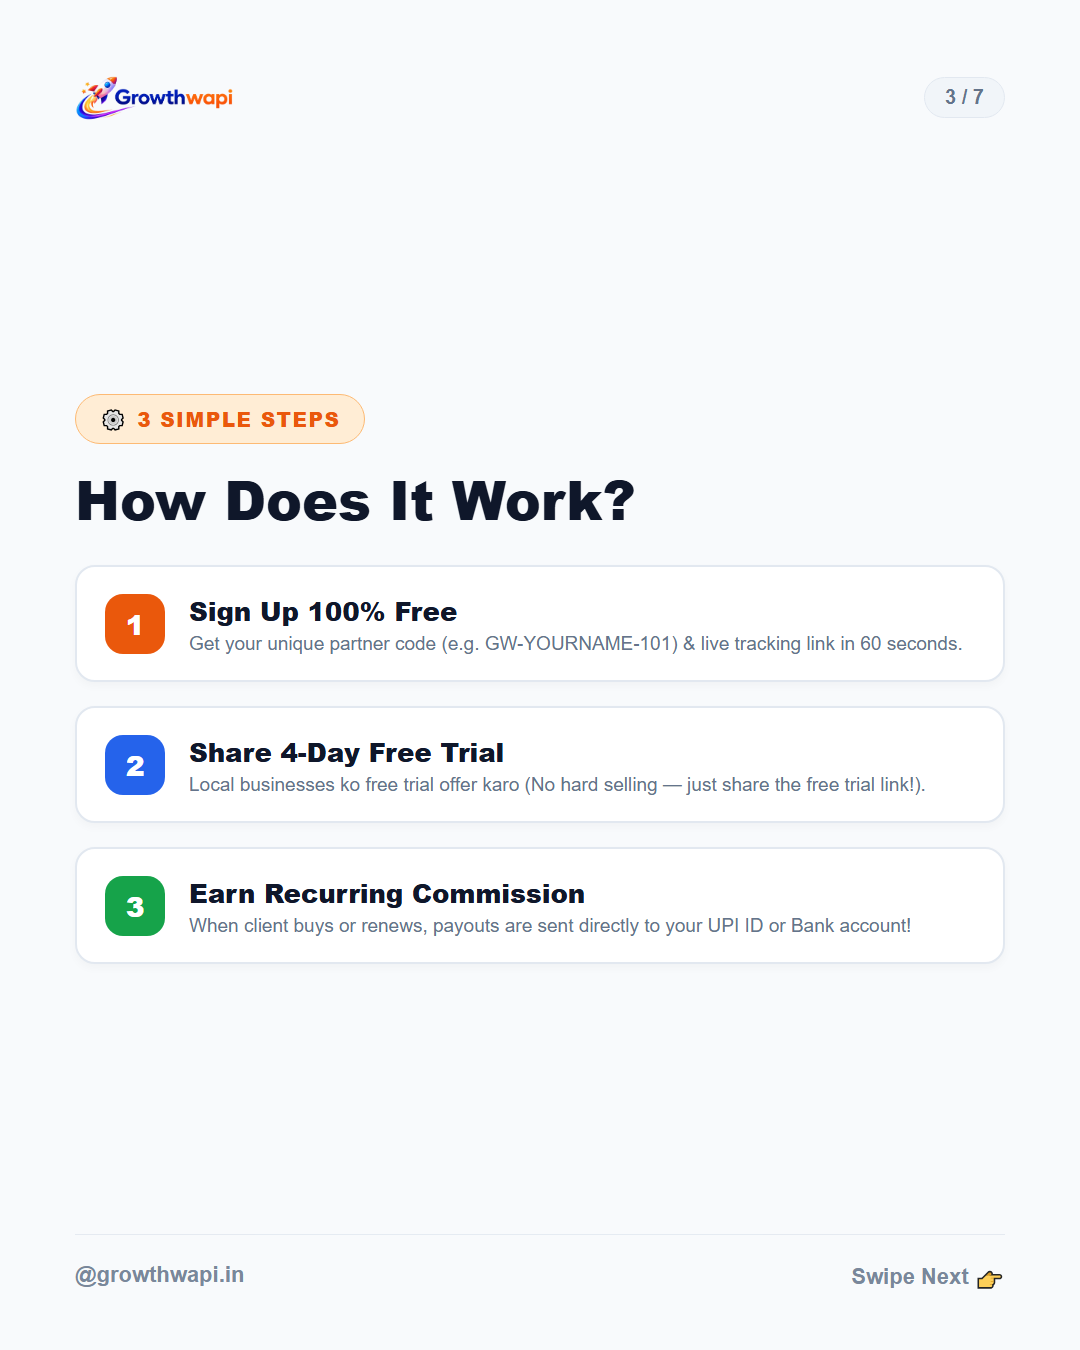 Growthwapi
3 / 7
3 SIMPLE STEPS
How Does It Work?
1
Sign Up 100% Free
Get your unique partner code (e.g. GW-YOURNAME-101) & live tracking link in 60 seconds.
2
Share 4-Day Free Trial
Local businesses ko free trial offer karo (No hard selling — just share the free trial link!).
3
Earn Recurring Commission
When client buys or renews, payouts are sent directly to your UPI ID or Bank account!
@growthwapi.in
Swipe Next 👉